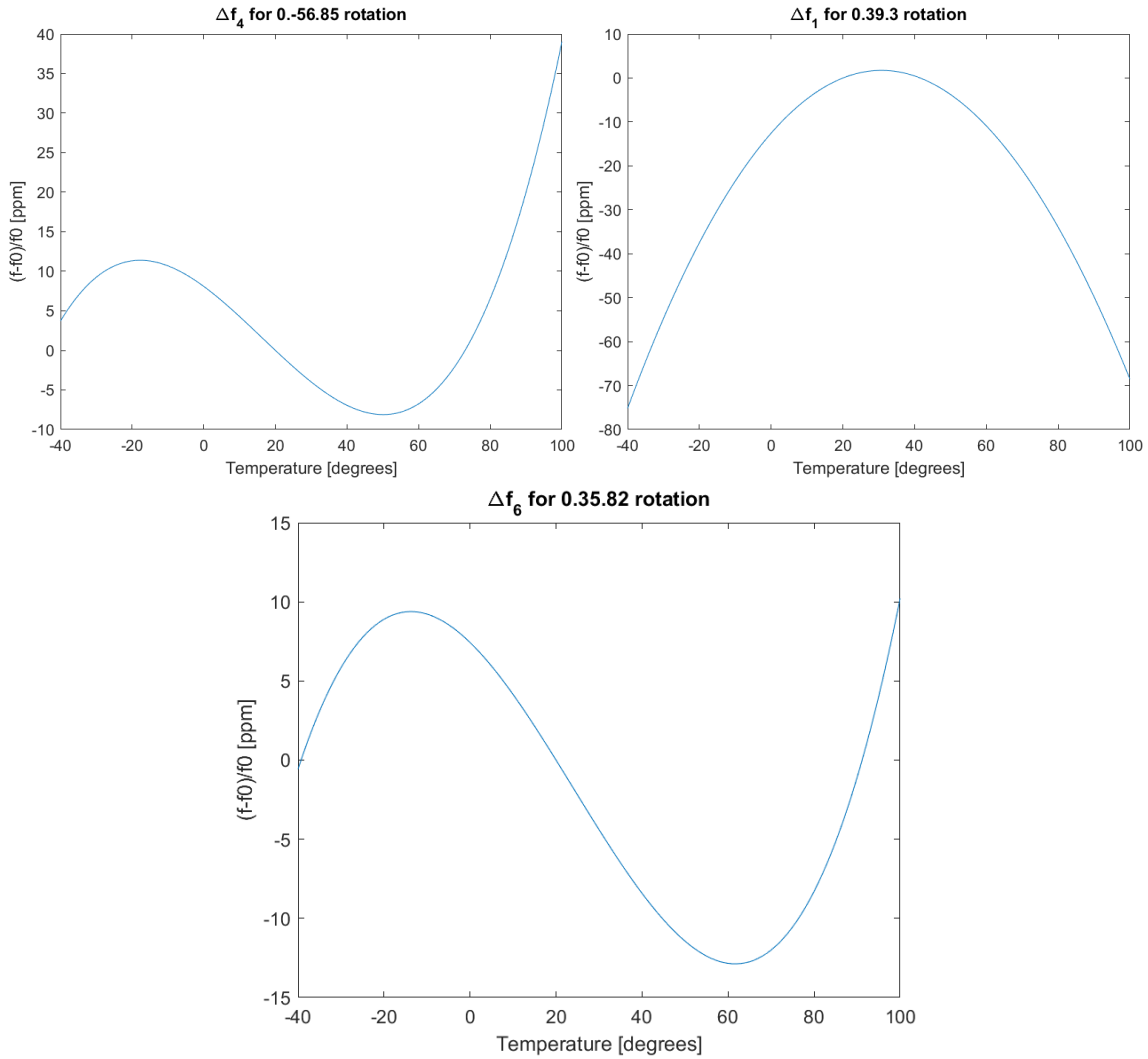 Δf4 for 0.-56.85 rotation
40
35
30
25
20
15
10
5
0
-5
-10
(f-f0)/f0 [ppm]
-40 -20 0 20 40 60 80 100
Temperature [degrees]
Δf1 for 0.39.3 rotation
10
0
-10
-20
-30
-40
-50
-60
-70
-80
(f-f0)/f0 [ppm]
-40 -20 0 20 40 60 80 100
Temperature [degrees]
Δf6 for 0.35.82 rotation
15
10
5
0
-5
-10
-15
(f-f0)/f0 [ppm]
-40 -20 0 20 40 60 80 100
Temperature [degrees]